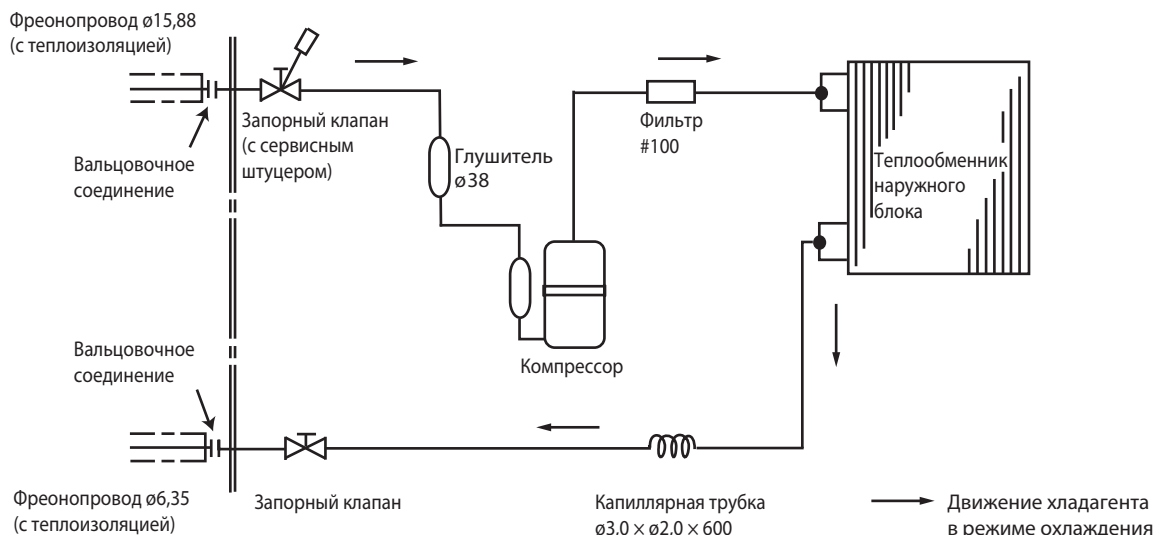 Фреонопровод ø15,88
(с теплоизоляцией)
Вальцовочное
соединение
Запорный клапан
(с сервисным
штуцером)
Глушитель
ø38
Фильтр
#100
Теплообменник
наружного
блока
Компрессор
Вальцовочное
соединение
Фреонопровод ø6,35
(с теплоизоляцией)
Запорный клапан
Капиллярная трубка
ø3,0 × ø2,0 × 600
Движение хладагента
в режиме охлаждения